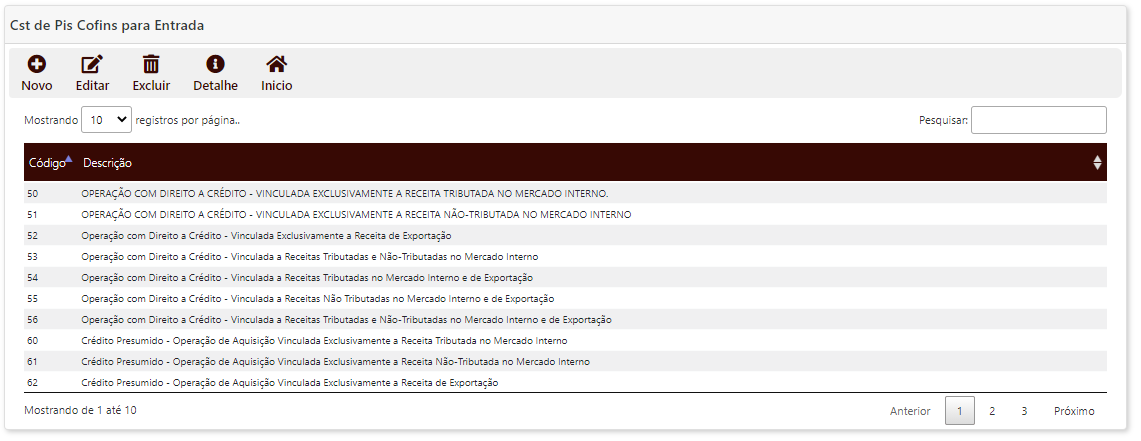 Cst de Pis Cofins para Entrada
Novo Editar Excluir Detalhe Inicio
Mostrando 10 registros por página.. Pesquisar:
Código Descrição
50 OPERAÇÃO COM DIREITO A CRÉDITO - VINCULADA EXCLUSIVAMENTE A RECEITA TRIBUTADA NO MERCADO INTERNO.
51 OPERAÇÃO COM DIREITO A CRÉDITO - VINCULADA EXCLUSIVAMENTE A RECEITA NÃO-TRIBUTADA NO MERCADO INTERNO
52 Operação com Direito a Crédito - Vinculada Exclusivamente a Receita de Exportação
53 Operação com Direito a Crédito - Vinculada a Receitas Tributadas e Não-Tributadas no Mercado Interno
54 Operação com Direito a Crédito - Vinculada a Receitas Tributadas no Mercado Interno e de Exportação
55 Operação com Direito a Crédito - Vinculada a Receitas Não Tributadas no Mercado Interno e de Exportação
56 Operação com Direito a Crédito - Vinculada a Receitas Tributadas e Não-Tributadas no Mercado Interno e de Exportação
60 Crédito Presumido - Operação de Aquisição Vinculada Exclusivamente a Receita Tributada no Mercado Interno
61 Crédito Presumido - Operação de Aquisição Vinculada Exclusivamente a Receita Não-Tributada no Mercado Interno
62 Crédito Presumido - Operação de Aquisição Vinculada Exclusivamente a Receita de Exportação
Mostrando de 1 até 10 Anterior 1 2 3 Próximo